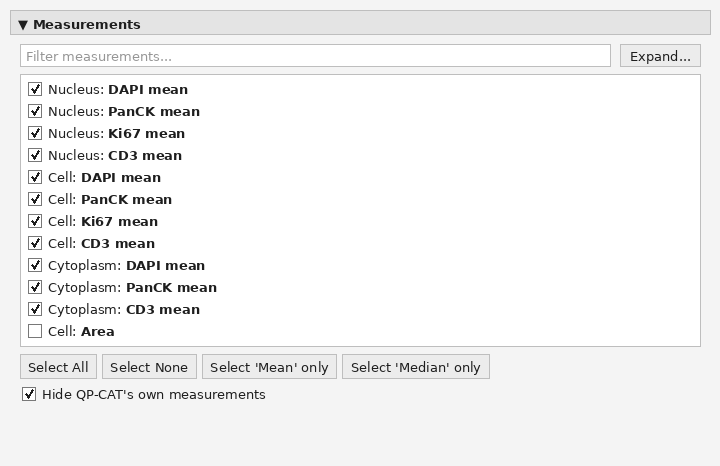 ▼ Measurements
Filter measurements...
Expand...
Nucleus: DAPI mean
Nucleus: PanCK mean
Nucleus: Ki67 mean
Nucleus: CD3 mean
Cell: DAPI mean
Cell: PanCK mean
Cell: Ki67 mean
Cell: CD3 mean
Cytoplasm: DAPI mean
Cytoplasm: PanCK mean
Cytoplasm: CD3 mean
Cell: Area
Select All Select None Select 'Mean' only Select 'Median' only
Hide QP-CAT's own measurements